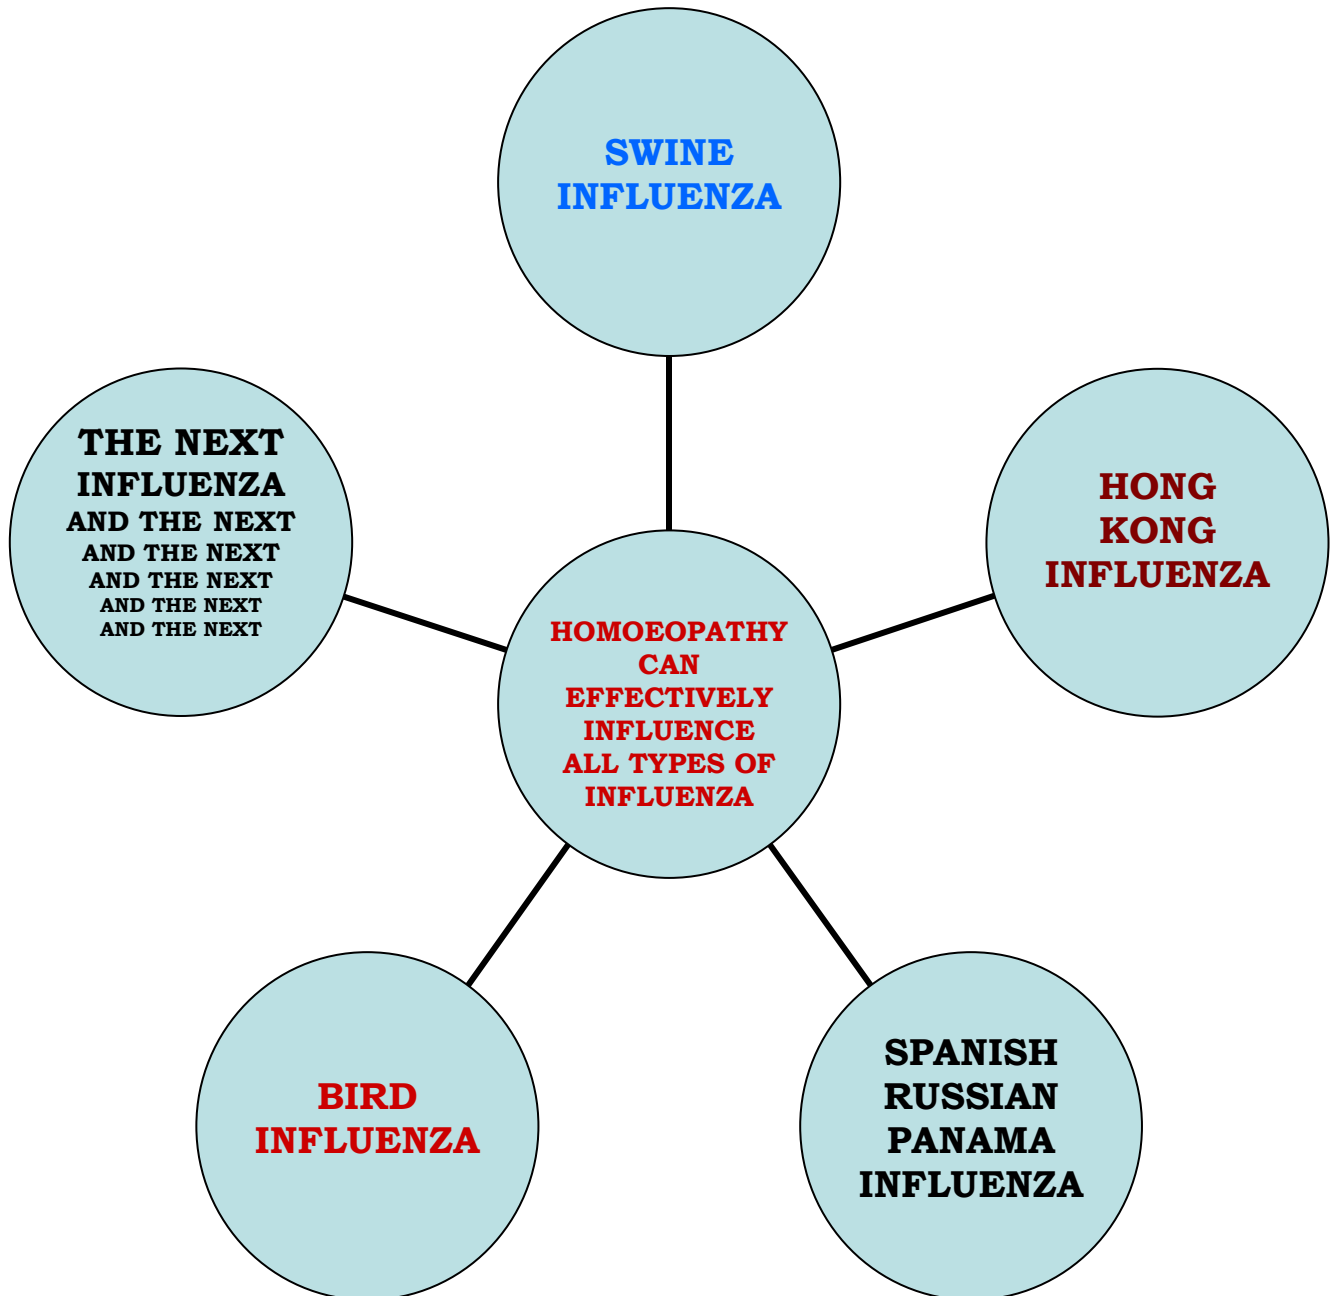 SWINE
INFLUENZA
THE NEXT
INFLUENZA
AND THE NEXT
AND THE NEXT
AND THE NEXT
AND THE NEXT
AND THE NEXT
HONG
KONG
INFLUENZA
HOMOEOPATHY
CAN
EFFECTIVELY
INFLUENCE
ALL TYPES OF
INFLUENZA
BIRD
INFLUENZA
SPANISH
RUSSIAN
PANAMA
INFLUENZA